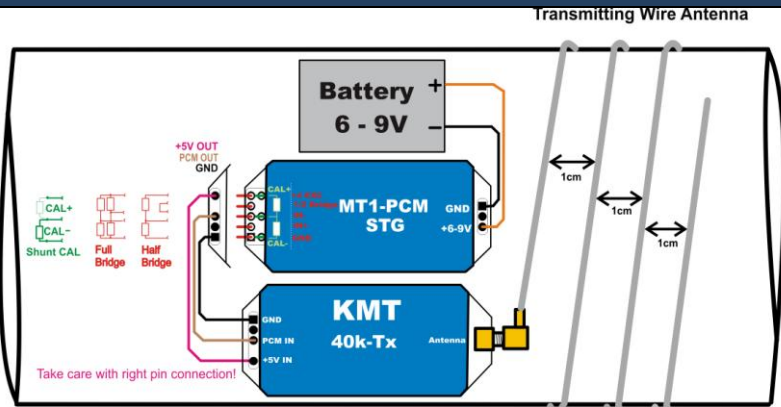 Transmitting Wire Antenna
Battery +
6 - 9V -
+5V OUT
PCM OUT
GND
CAL+
CAL-
Shunt CAL
Full
Bridge
Half
Bridge
CAL+
CAL-
MT1-PCM
STG
GND
+6-9V
1cm
1cm
1cm
KMT
40k-Tx
GND
PCM IN
+5V IN
Antenna
Take care with right pin connection!